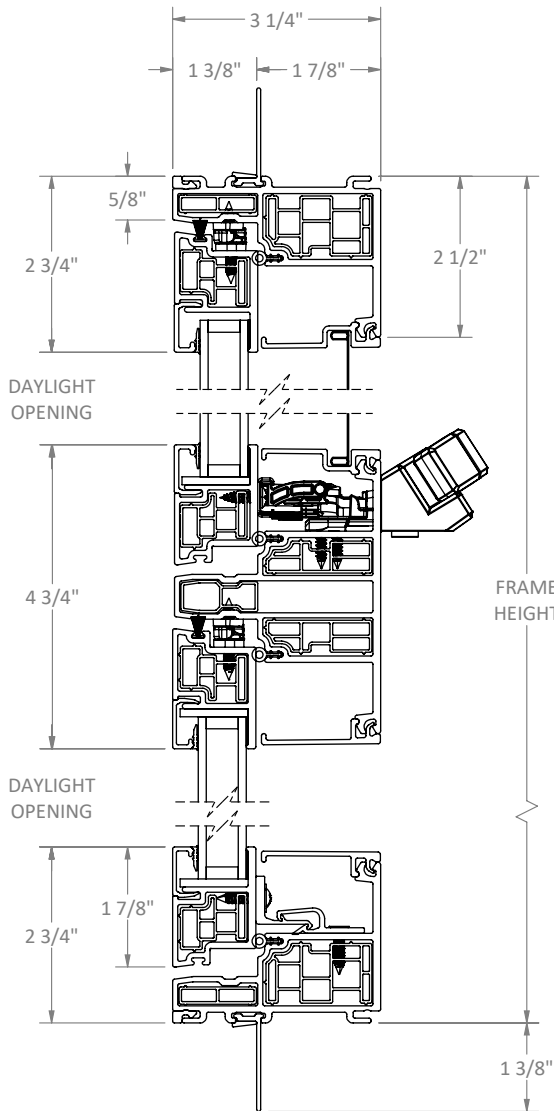 3 1/4"
1 3/8"
1 7/8"
5/8"
2 3/4"
2 1/2"
DAYLIGHT
OPENING
4 3/4"
FRAME
HEIGHT
DAYLIGHT
OPENING
1 7/8"
2 3/4"
1 3/8"